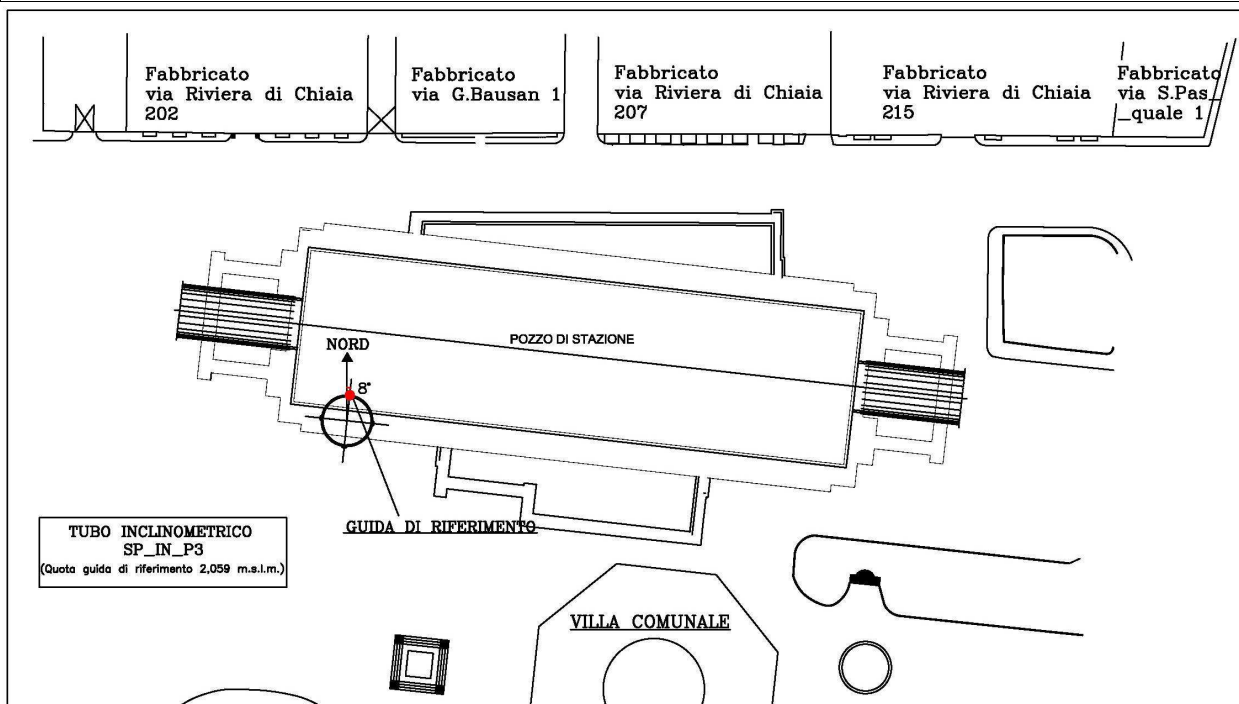 Fabbricato
via Riviera di Chiaia
202
Fabbricato
via G.Bausan 1
Fabbricato
via Riviera di Chiaia
207
Fabbricato
via Riviera di Chiaia
215
Fabbricato
via S.Pas_
_quale 1
POZZO DI STAZIONE
NORD
8°
GUIDA DI RIFERIMENTO
TUBO INCLINOMETRICO
SP_IN_P3
(Quota guida di riferimento 2,059 m.s.l.m.)
VILLA COMUNALE